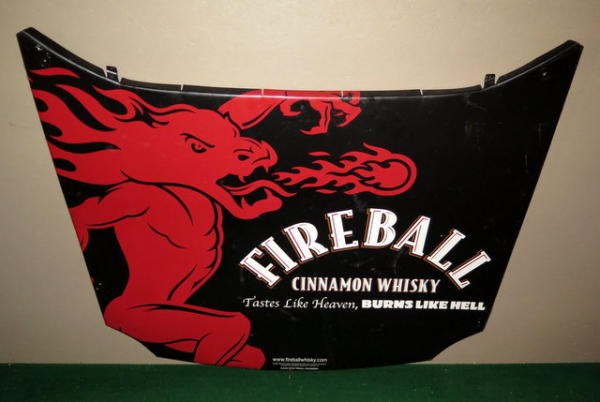 FIREBALL
CINNAMON WHISKY
Tastes Like Heaven, BURNS LIKE HELL
www.fireballwhisky.com